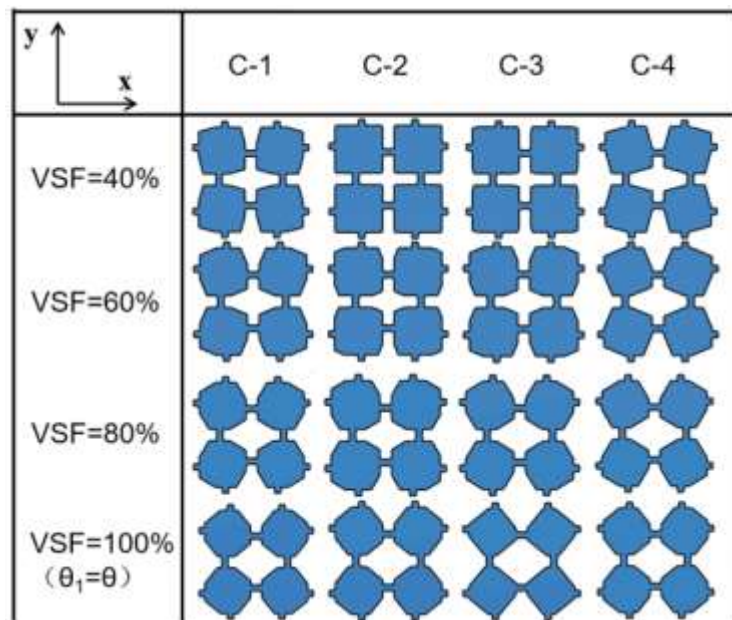 y
x
C-1 C-2 C-3 C-4
VSF=40%
VSF=60%
VSF=80%
VSF=100%
(θ₁=θ)